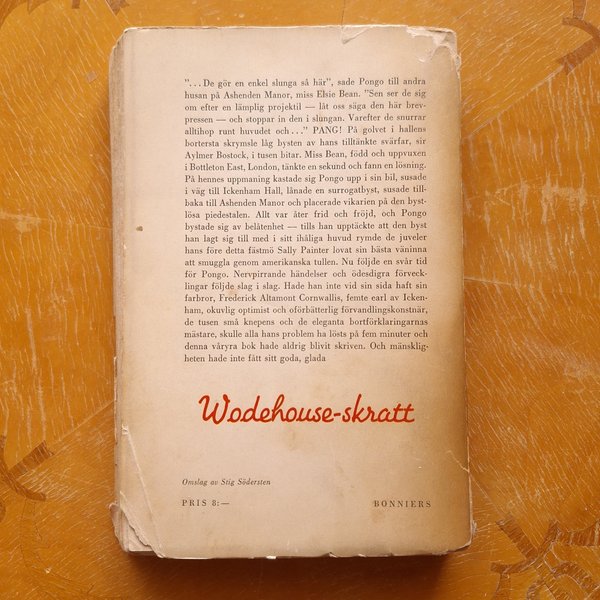 "... De gör en enkel slunga så här", sade Pongo till andra
husan på Ashenden Manor, miss Elsie Bean. "Sen ser de sig
om efter en lämplig projektil — låt oss säga den här brev-
pressen — och stoppar in den i slungan. Varefter de snurrar
alltihop runt huvudet och..." PANG! På golvet i hallens
bortersta skrymsle låg bysten av hans tilltänkte svärfar, sir
Aylmer Bostock, i tusen bitar. Miss Bean, född och uppvuxen
i Bottleton East, London, tänkte en sekund och fann en lösning.
På hennes uppmaning kastade sig Pongo upp i sin bil, susade
i väg till Ickenham Hall, lånade en surrogatbyst, susade till-
baka till Ashenden Manor och placerade vikarien på den byst-
lösa piedestalen. Allt var åter frid och fröjd, och Pongo
bystade sig av belåtenhet — tills han upptäckte att den byst
han lagt sig till med i sitt ihåliga huvud rymde de juveler
hans före detta fästmö Sally Painter lovat sin bästa väninna
att smuggla genom amerikanska tullen. Nu följde en svår tid
för Pongo. Nervpirrande händelser och ödesdigra förveck-
lingar följde slag i slag. Hade han inte vid sin sida haft sin
farbror, Frederick Altamont Cornwallis, femte earl av Icken-
ham, okuvlig optimist och oförbätterlig förvandlingskonstnär,
de tusen små knepens och de eleganta bortförklaringarnas
mästare, skulle alla hans problem ha lösts på fem minuter och
denna våryra bok hade aldrig blivit skriven. Och mänsklig-
heten hade inte fått sitt goda, glada
Wodehouse-skratt
Omslag av Stig Södersten
PRIS 8:—
BONNIERS